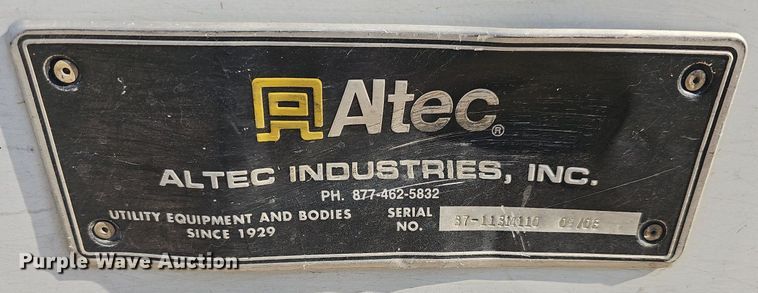 Altec®
ALTEC INDUSTRIES, INC.
PH. 877-462-5832
UTILITY EQUIPMENT AND BODIES
SINCE 1929
SERIAL
NO.
Purple Wave Auction